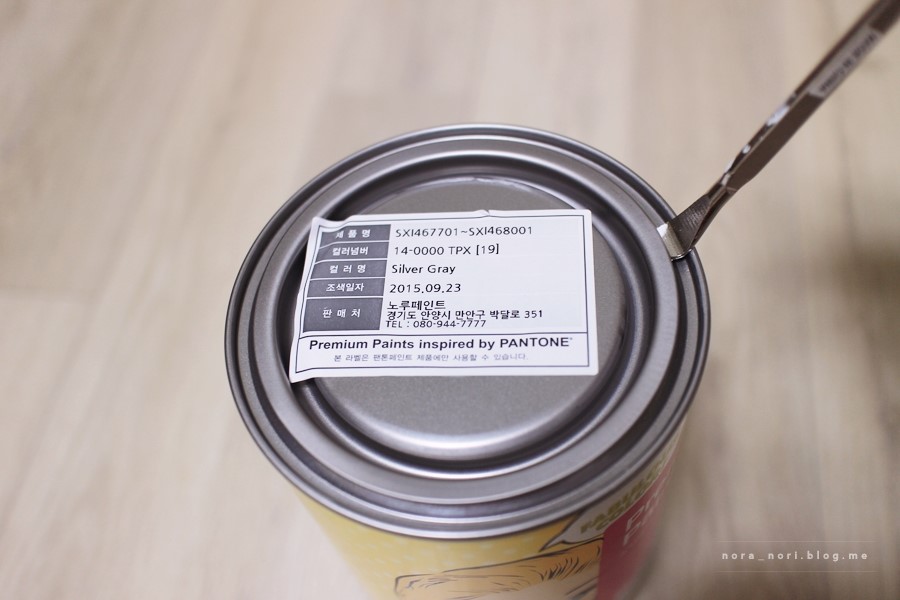 제 품 명 SXI467701~SXI468001
컬러넘버 14-0000 TPX [19]
컬 러 명 Silver Gray
조색일자 2015.09.23
판 매 처 노루페인트
경기도 안양시 만안구 박달로 351
TEL : 080-944-7777
Premium Paints inspired by PANTONE®
본 라벨은 팬톤페인트 제품에만 사용할 수 있습니다.
nora_nori.blog.me